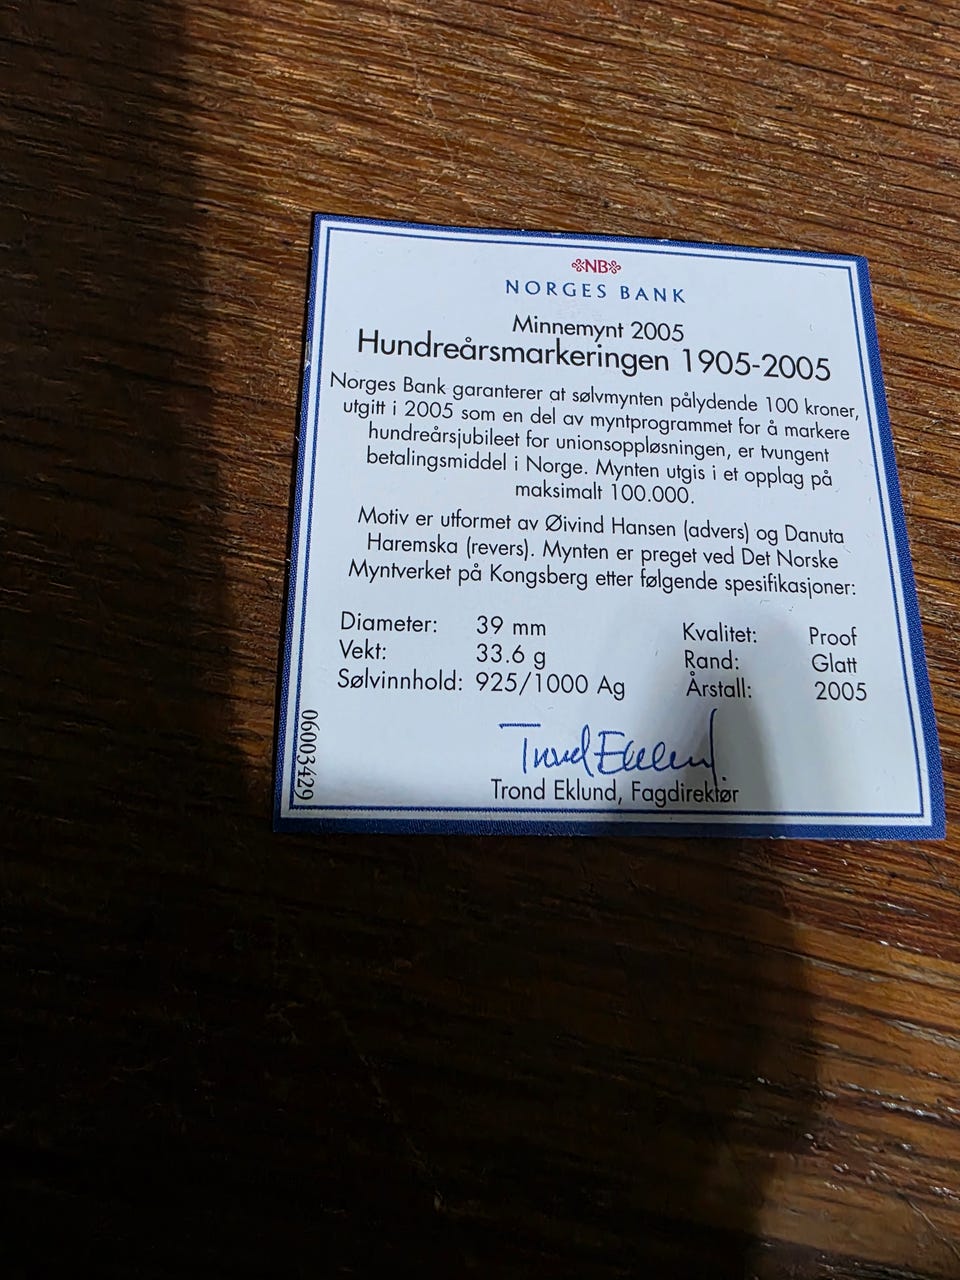 NB
NORGES BANK
Minnemynt 2005
Hundreårsmarkeringen 1905-2005
Norges Bank garanterer at sølvmynten pålydende 100 kroner,
utgitt i 2005 som en del av myntprogrammet for å markere
hundreårsjubileet for unionsoppløsningen, er tvungent
betalingsmiddel i Norge. Mynten utgis i et opplag på
maksimalt 100.000.
Motiv er utformet av Øivind Hansen (advers) og Danuta
Haremska (revers). Mynten er preget ved Det Norske
Myntverket på Kongsberg etter følgende spesifikasjoner:
Diameter: 39 mm Kvalitet: Proof
Vekt: 33.6 g Rand: Glatt
Sølvinnhold: 925/1000 Ag Årstall: 2005
Trond Eklund
Trond Eklund, Fagdirektør
06003429